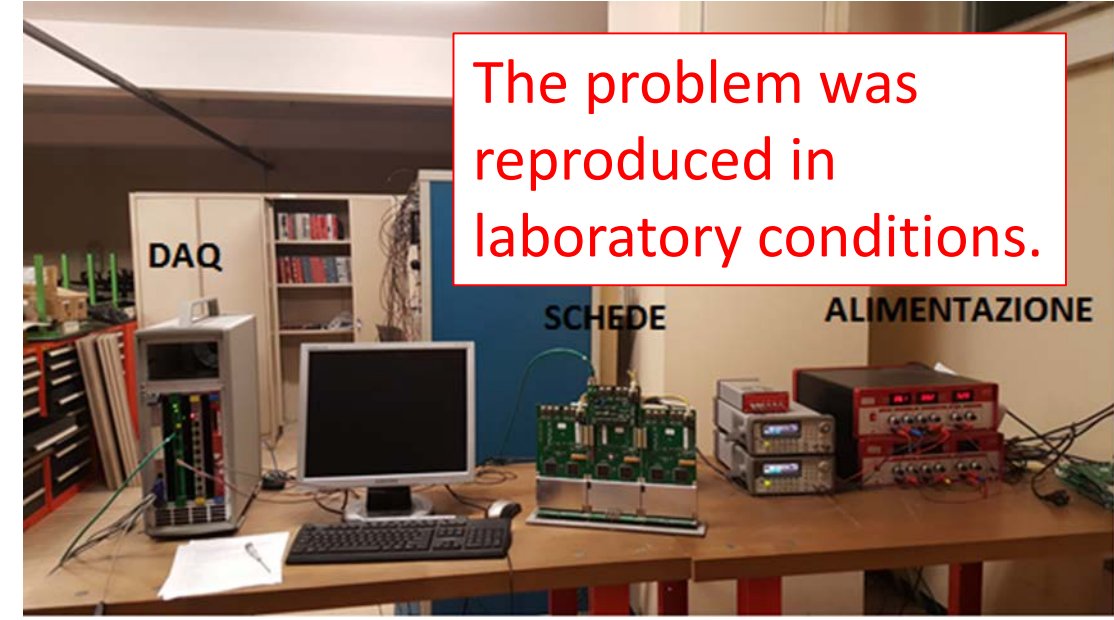 The problem was
reproduced in
laboratory conditions.
DAQ
SCHEDE
ALIMENTAZIONE